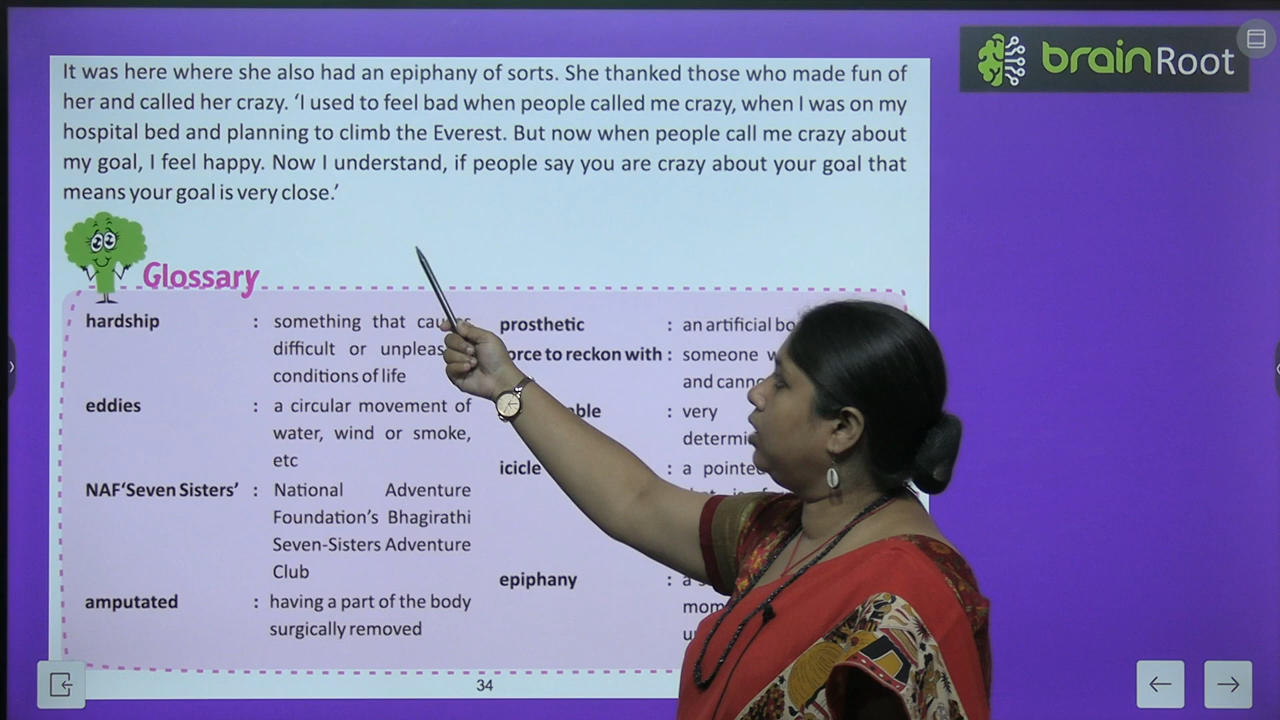 brainRoot
It was here where she also had an epiphany of sorts. She thanked those who made fun of
her and called her crazy. ‘I used to feel bad when people called me crazy, when I was on my
hospital bed and planning to climb the Everest. But now when people call me crazy about
my goal, I feel happy. Now I understand, if people say you are crazy about your goal that
means your goal is very close.’
Glossary
hardship : something that
difficult or
conditions of life
eddies : a circular movement of
water, wind or smoke,
etc
NAF‘Seven Sisters’ : National Adventure
Foundation’s Bhagirathi
Seven-Sisters Adventure
Club
amputated : having a part of the body
surgically removed
prosthetic : an artificial
to reckon with : someone
and
: very
icicle : a
epiphany : a
34